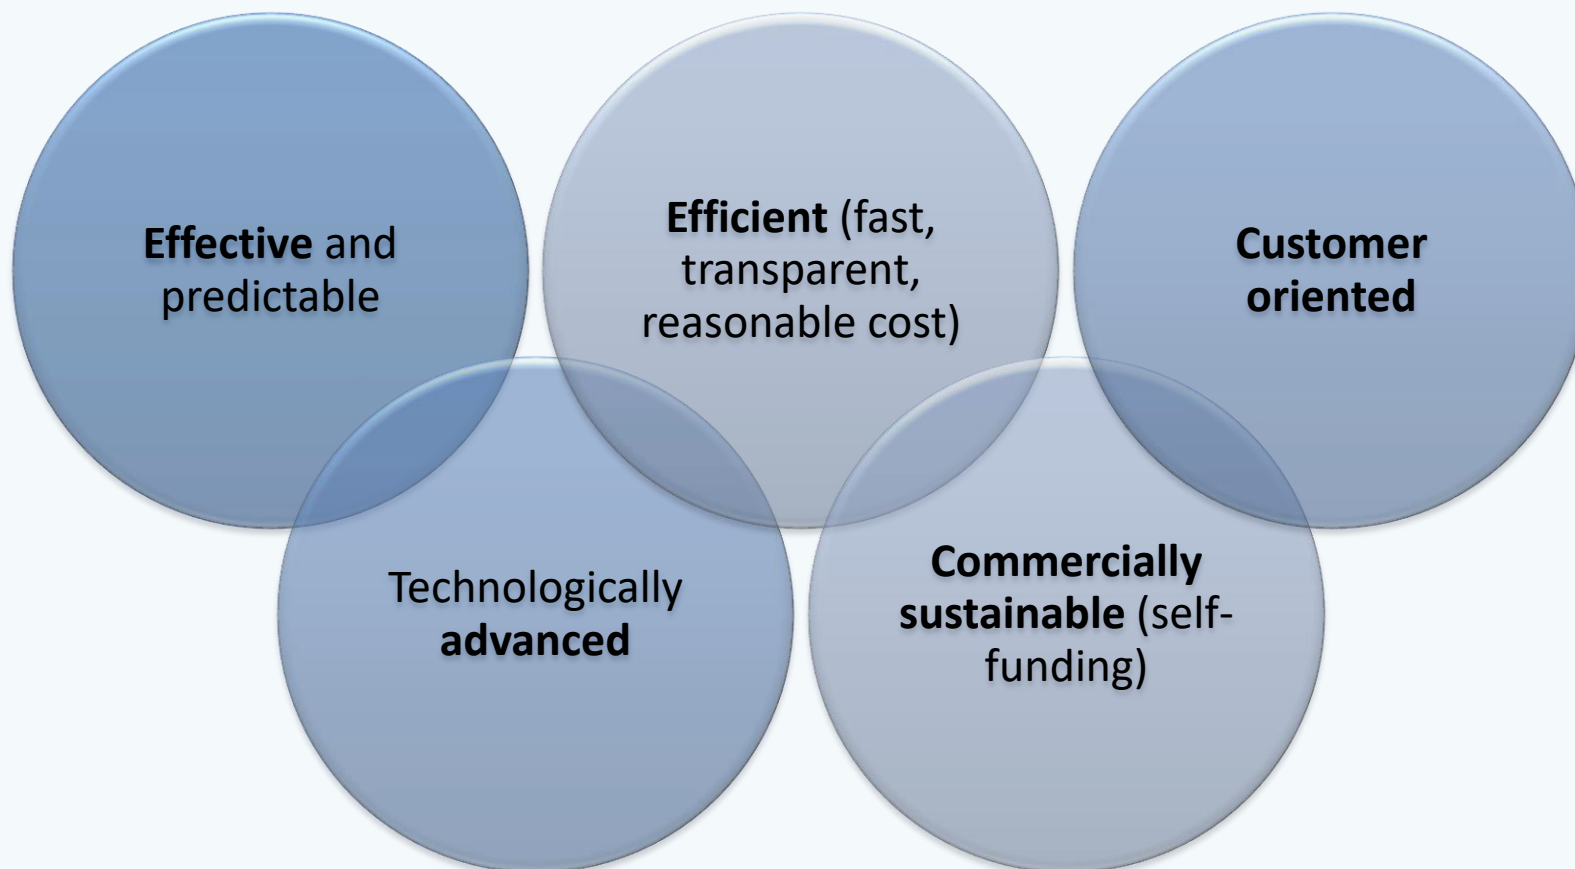 Effective and
predictable
Efficient (fast,
transparent,
reasonable cost)
Customer
oriented
Technologically
advanced
Commercially
sustainable (self-
funding)